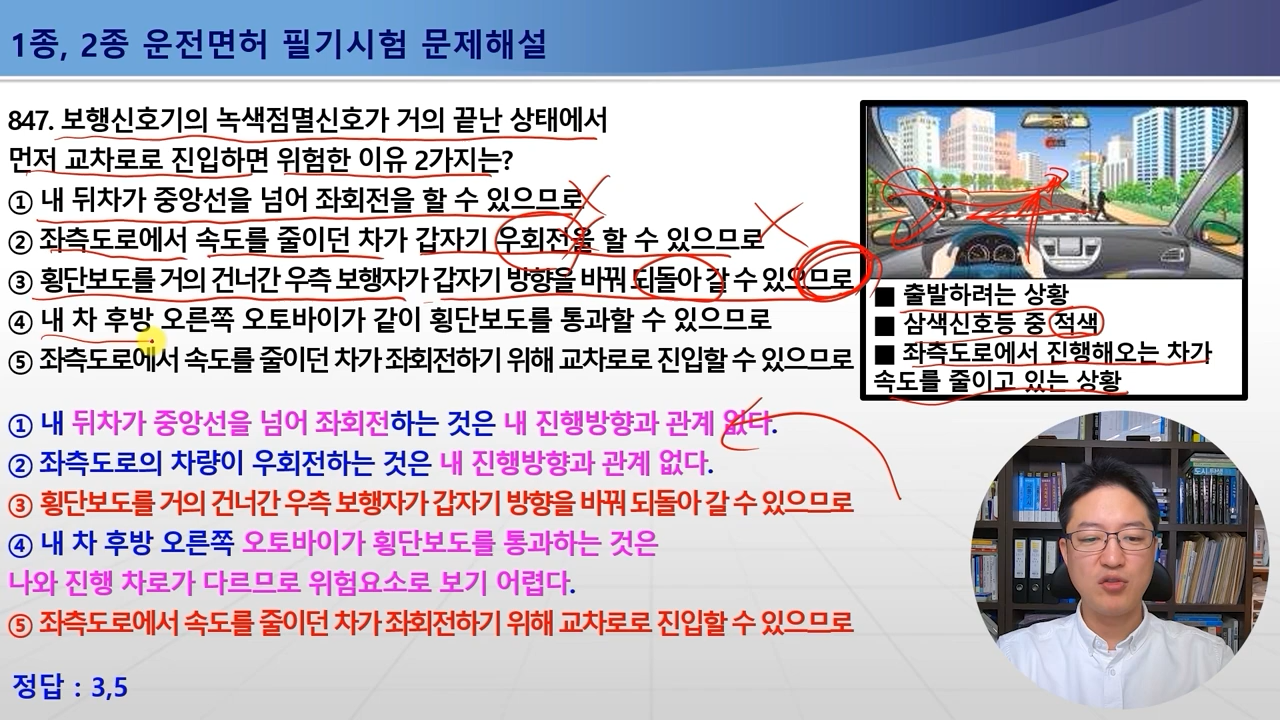 1종, 2종 운전면허 필기시험 문제해설
847. 보행신호기의 녹색점멸신호가 거의 끝난 상태에서
먼저 교차로로 진입하면 위험한 이유 2가지는?
① 내 뒤차가 중앙선을 넘어 좌회전을 할 수 있으므로
② 좌측도로에서 속도를 줄이던 차가 갑자기 우회전을 할 수 있으므로
③ 횡단보도를 거의 건너간 우측 보행자가 갑자기 방향을 바꿔 되돌아 갈 수 있으므로
④ 내 차 후방 오른쪽 오토바이가 같이 횡단보도를 통과할 수 있으므로
⑤ 좌측도로에서 속도를 줄이던 차가 좌회전하기 위해 교차로로 진입할 수 있으므로
■ 출발하려는 상황
■ 삼색신호등 중 적색
■ 좌측도로에서 진행해오는 차가
속도를 줄이고 있는 상황
① 내 뒤차가 중앙선을 넘어 좌회전하는 것은 내 진행방향과 관계 없다.
② 좌측도로의 차량이 우회전하는 것은 내 진행방향과 관계 없다.
③ 횡단보도를 거의 건너간 우측 보행자가 갑자기 방향을 바꿔 되돌아 갈 수 있으므로
④ 내 차 후방 오른쪽 오토바이가 횡단보도를 통과하는 것은
나와 진행 차로가 다르므로 위험요소로 보기 어렵다.
⑤ 좌측도로에서 속도를 줄이던 차가 좌회전하기 위해 교차로로 진입할 수 있으므로
정답 : 3,5